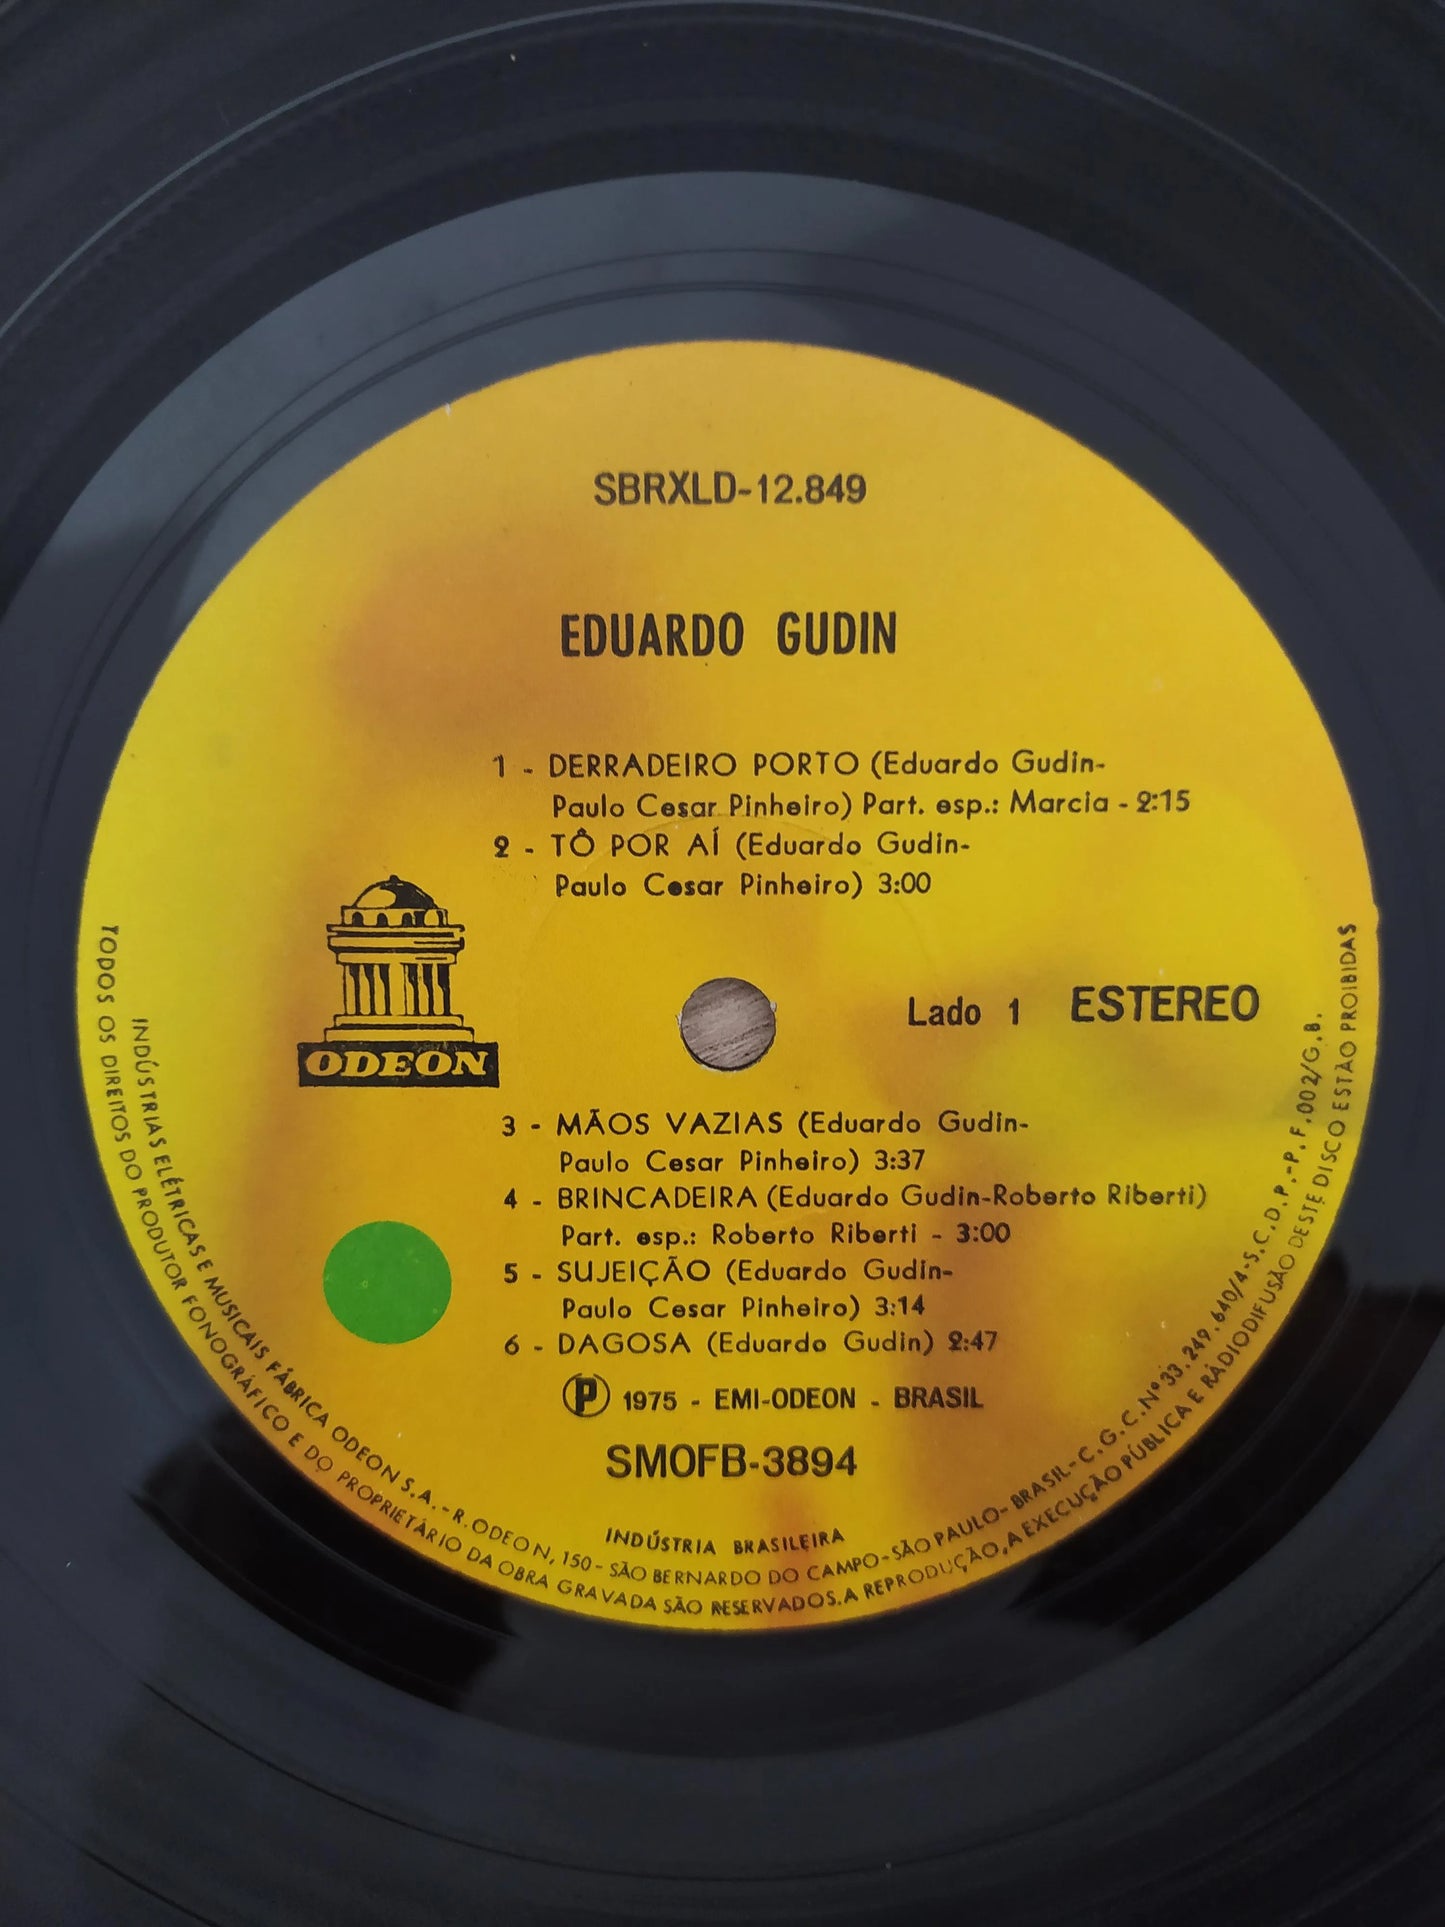 SBRXLD-12.849
EDUARDO GUDIN
1 - DERRADEIRO PORTO (Eduardo Gudin-
Paulo Cesar Pinheiro) Part. esp.: Marcia - 2:15
2 - TÔ POR AÍ (Eduardo Gudin-
Paulo Cesar Pinheiro) 3:00
ODEON
Lado 1 ESTEREO
3 - MÃOS VAZIAS (Eduardo Gudin-
Paulo Cesar Pinheiro) 3:37
4 - BRINCADEIRA (Eduardo Gudin-Roberto Riberti)
Part. esp.: Roberto Riberti - 3:00
5 - SUJEIÇÃO (Eduardo Gudin-
Paulo Cesar Pinheiro) 3:14
6 - DAGOSA (Eduardo Gudin) 2:47
Ⓟ 1975 - EMI-ODEON - BRASIL
SMOFB-3894
INDÚSTRIA BRASILEIRA
INDÚSTRIAS ELÉTRICAS E MUSICAIS FÁBRICA ODEON S.A. - R. ODEON, 150 - SÃO BERNARDO DO CAMPO - SÃO PAULO - BRASIL - C.G.C. Nº 33.249.640/4 - S.C.D.P. - P.F. 002/G.B.
TODOS OS DIREITOS DO PRODUTOR FONOGRÁFICO E DO PROPRIETÁRIO DA OBRA GRAVADA SÃO RESERVADOS. A REPRODUÇÃO, A EXECUÇÃO PÚBLICA E RÀDIODIFUSÃO DESTE DISCO ESTÃO PROIBIDAS